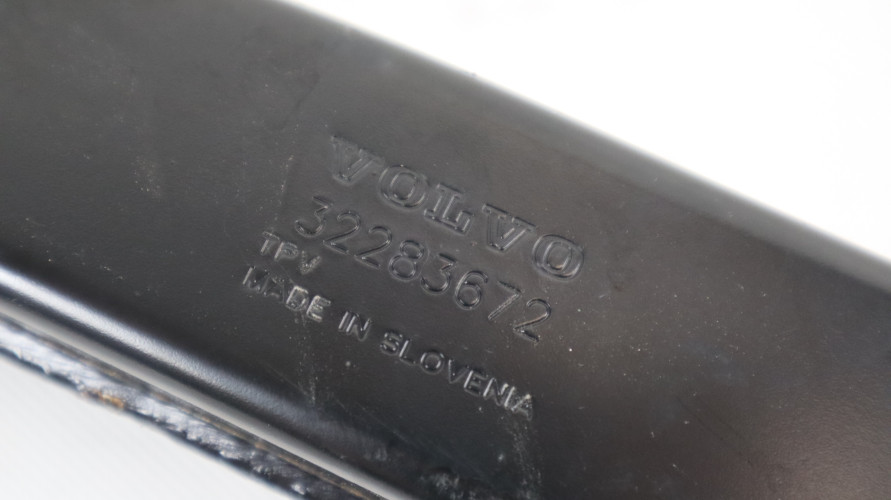 VOLVO
32283672
TPV
MADE IN SLOVENIA